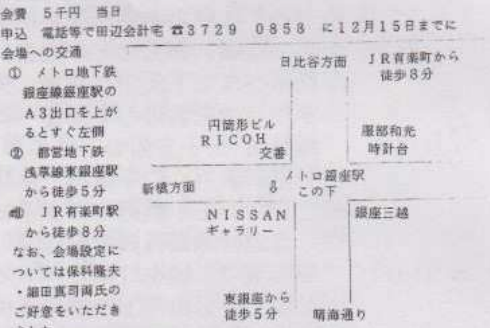 会費 5千円 当日
申込 電話等で田辺会計宅 ☎3729 0858 に12月15日までに
会場への交通
① メトロ地下鉄
銀座線銀座駅の
A3出口を上が
るとすぐ左側
② 都営地下鉄
浅草線東銀座駅
から徒歩5分
③ JR有楽町駅
から徒歩8分
なお、会場設定に
ついては保科隆夫
・細田真司両氏の
ご好意をいただき
日比谷方面
JR有楽町から
徒歩8分
円筒形ビル
RICOH
交番
服部和光
時計台
新橋方面
メトロ銀座駅
⇩ この下
NISSAN
ギャラリー
銀座三越
東銀座から
徒歩5分
晴海通り